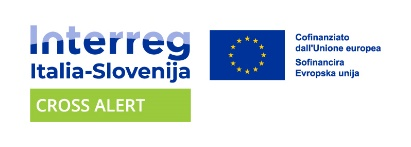 Interreg
Italia-Slovenija
CROSS ALERT
Cofinanziato
dall'Unione europea
Sofinancira
Evropska unija